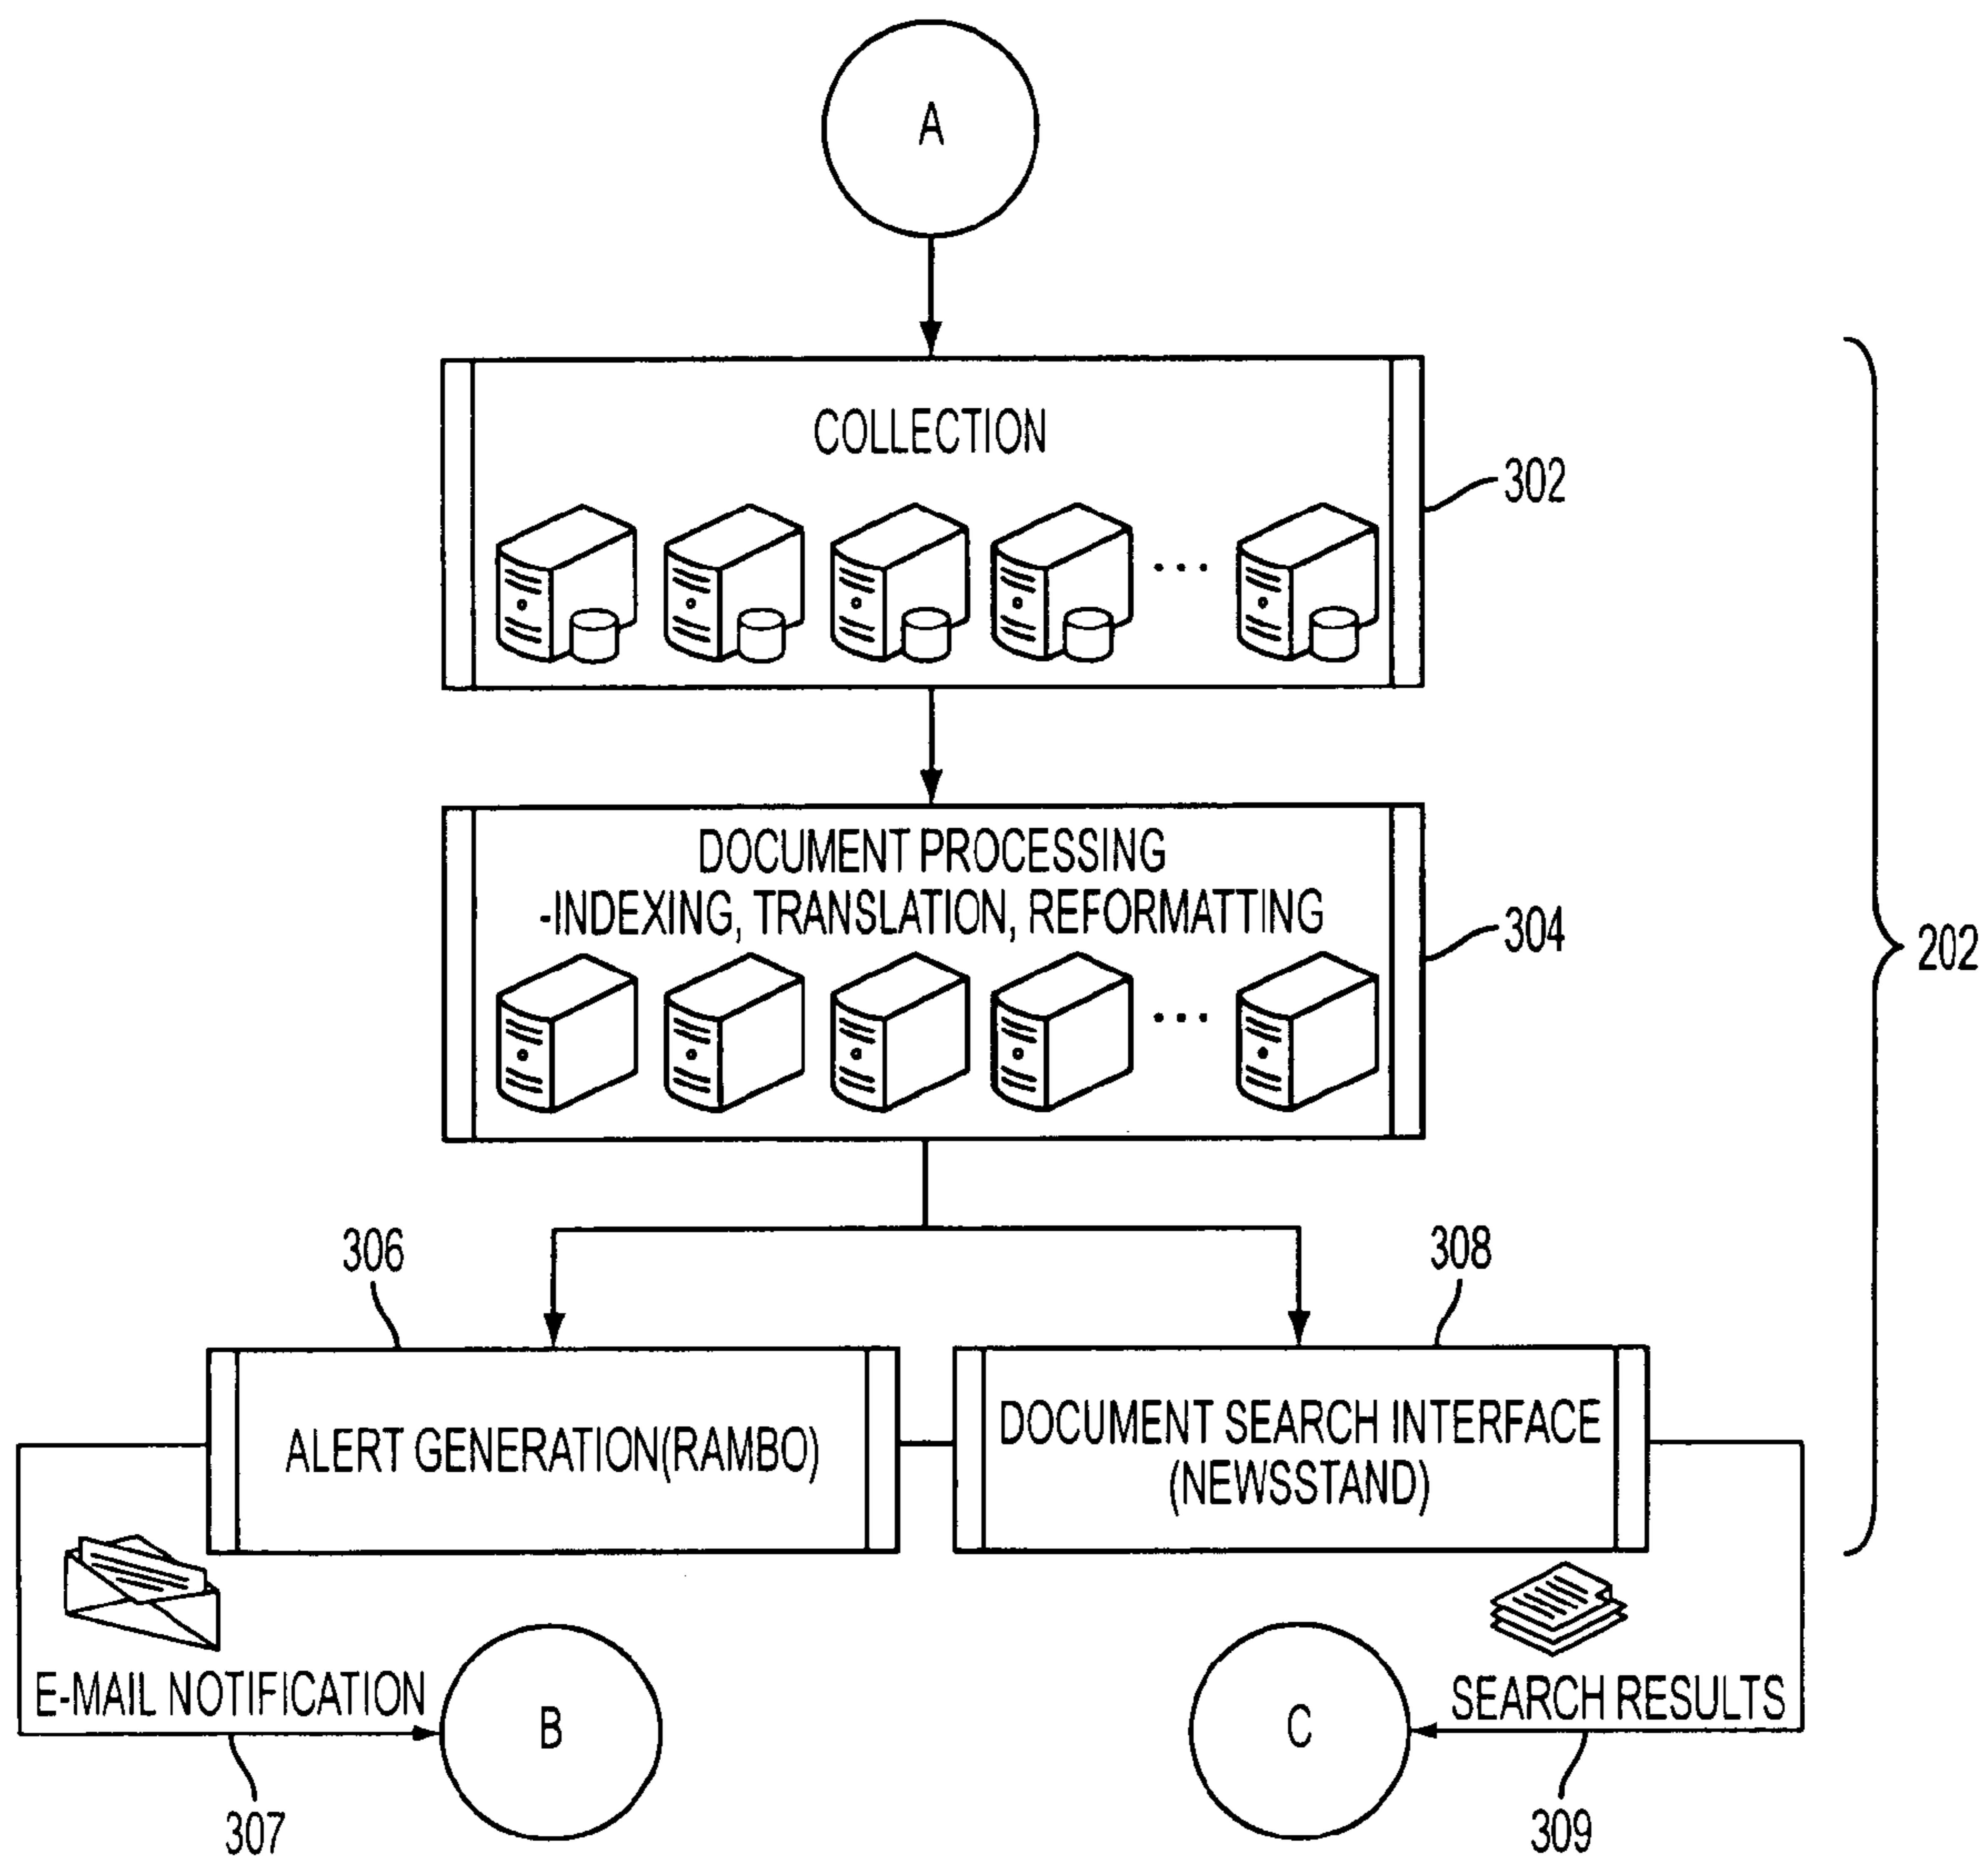 A
COLLECTION
302
DOCUMENT PROCESSING
-INDEXING, TRANSLATION, REFORMATTING
304
202
306
308
ALERT GENERATION(RAMBO)
DOCUMENT SEARCH INTERFACE
(NEWSSTAND)
E-MAIL NOTIFICATION
B
C
SEARCH RESULTS
307
309